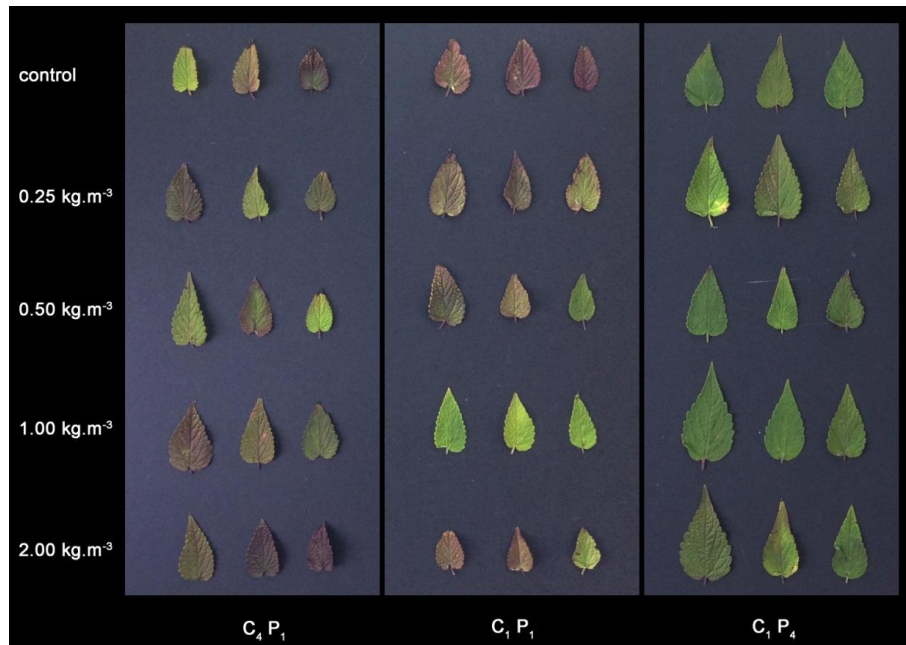 control
0.25 kg.m⁻³
0.50 kg.m⁻³
1.00 kg.m⁻³
2.00 kg.m⁻³
C₄ P₁
C₁ P₁
C₁ P₄